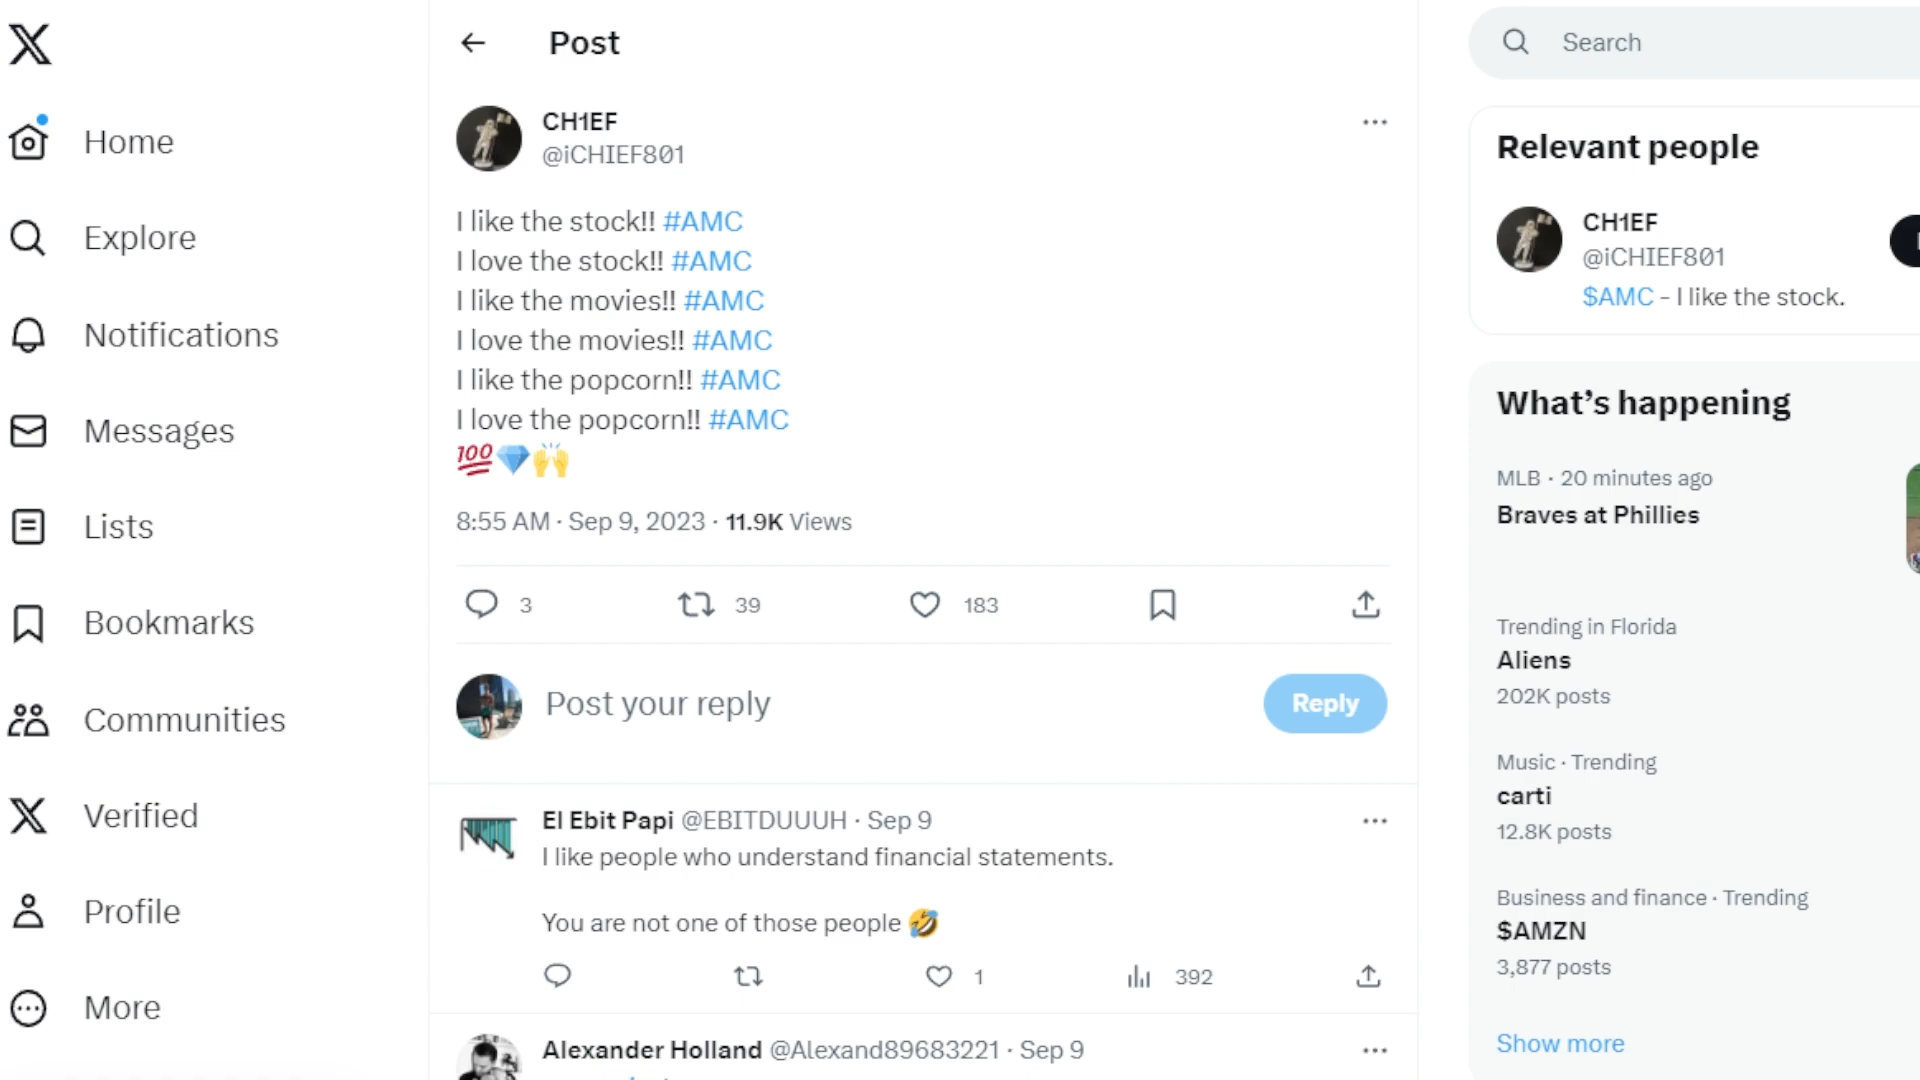 Home
Explore
Notifications
Messages
Lists
Bookmarks
Communities
Verified
Profile
More
Post
CH1EF
@iCHIEF801
I like the stock!! #AMC
I love the stock!! #AMC
I like the movies!! #AMC
I love the movies!! #AMC
I like the popcorn!! #AMC
I love the popcorn!! #AMC
💯💎🙌
8:55 AM · Sep 9, 2023 · 11.9K Views
3 39 183
Post your reply
Reply
El Ebit Papi @EBITDUUUH · Sep 9
I like people who understand financial statements.
You are not one of those people 🤣
1 392
Alexander Holland @Alexand89683221 · Sep 9
Search
Relevant people
CH1EF
@iCHIEF801
$AMC - I like the stock.
What's happening
MLB · 20 minutes ago
Braves at Phillies
Trending in Florida
Aliens
202K posts
Music · Trending
carti
12.8K posts
Business and finance · Trending
$AMZN
3,877 posts
Show more